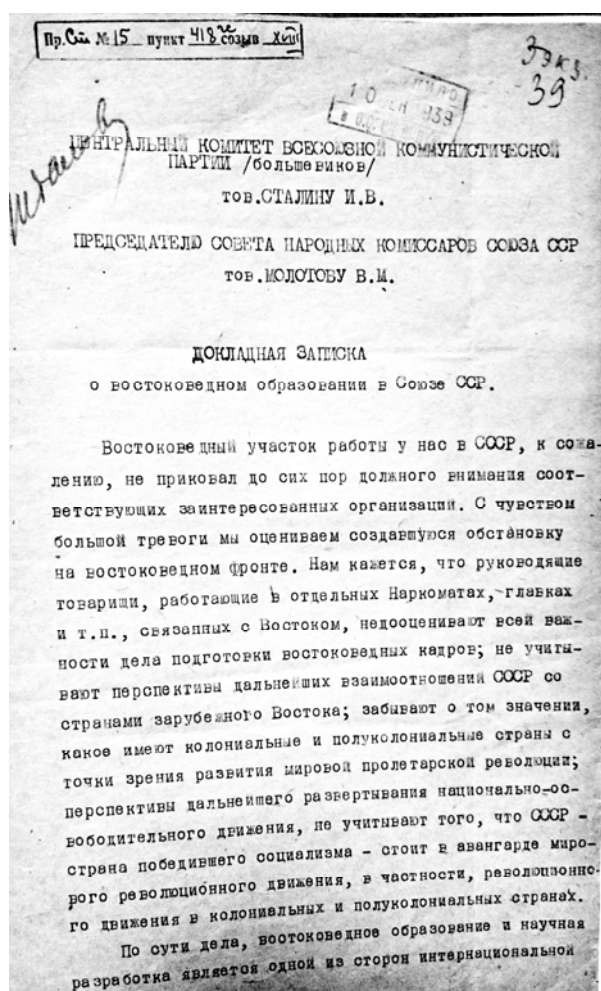 Пр.Сш № 15 пункт 418 созыв XVIII
3 экз.
39
10 1939
ЦЕНТРАЛЬНЫЙ КОМИТЕТ ВСЕСОЮЗНОЙ КОММУНИСТИЧЕСКОЙ
ПАРТИИ /большевиков/
тов.СТАЛИНУ И.В.
ПРЕДСЕДАТЕЛЮ СОВЕТА НАРОДНЫХ КОМИССАРОВ СОЮЗА ССР
тов.МОЛОТОВУ В.М.
ДОКЛАДНАЯ ЗАПИСКА
о востоковедном образовании в Союзе ССР.
Востоковедный участок работы у нас в СССР, к сожа-
лению, не приковал до сих пор должного внимания соот-
ветствующих заинтересованных организаций. С чувством
большой тревоги мы оцениваем создавшуюся обстановку
на востоковедном фронте. Нам кажется, что руководящие
товарищи, работающие в отдельных Наркоматах,-главках
и т.п., связанных с Востоком, недооценивают всей важ-
ности дела подготовки востоковедных кадров; не учиты-
вают перспективы дальнейших взаимоотношений СССР со
странами зарубежного Востока; забывают о том значении,
какое имеют колониальные и полуколониальные страны с
точки зрения развития мировой пролетарской революции;
перспективы дальнейшего развертывания национально-ос-
вободительного движения, не учитывают того, что СССР -
страна победившего социализма - стоит в авангарде миро-
вого революционного движения, в частности, революционно-
го движения в колониальных и полуколониальных странах.
По сути дела, востоковедное образование и научная
разработка является одной из сторон интернациональной